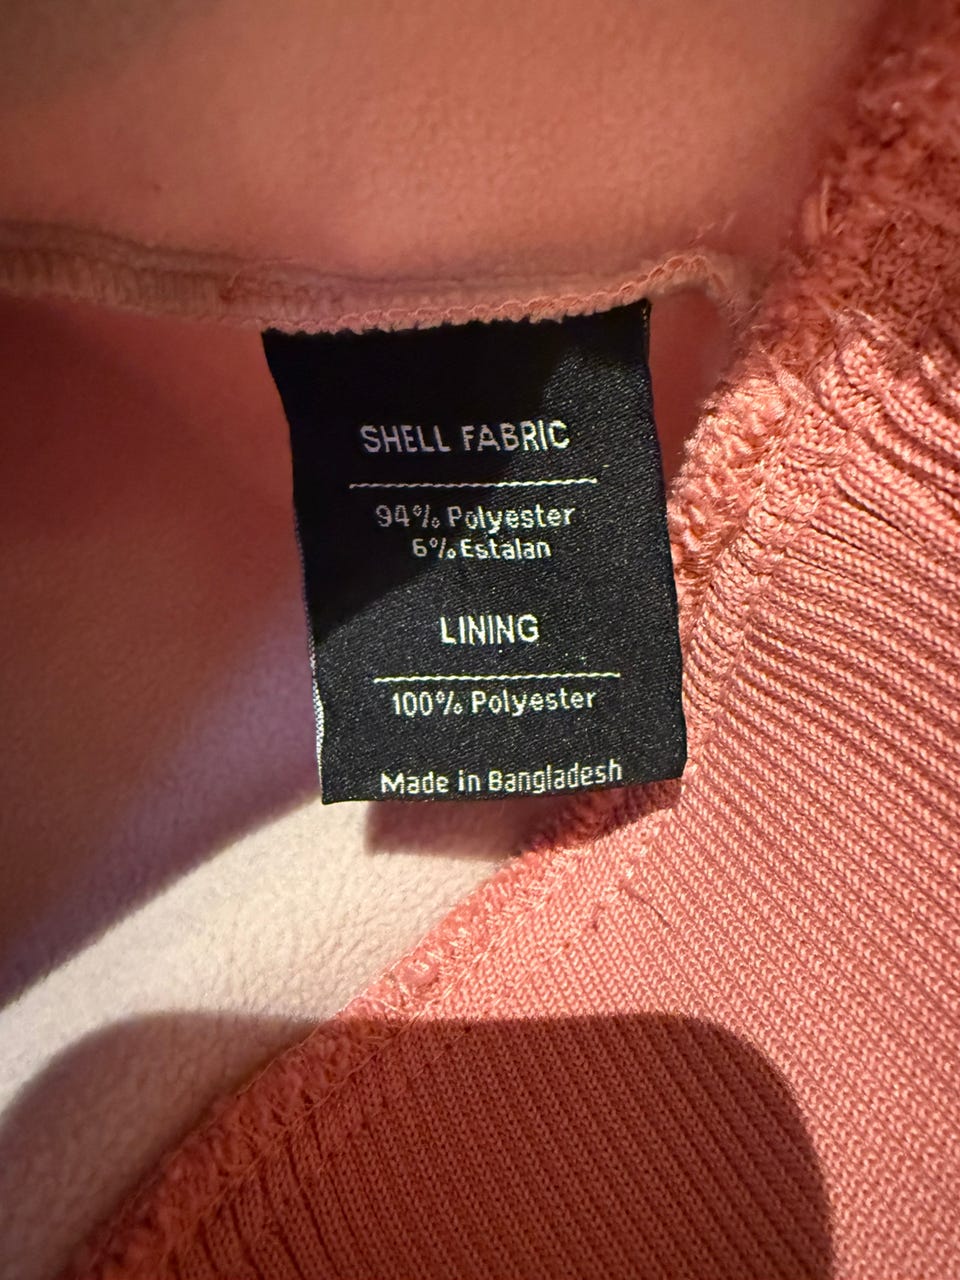 SHELL FABRIC
94% Polyester
6% Estalan
LINING
100% Polyester
Made in Bangladesh